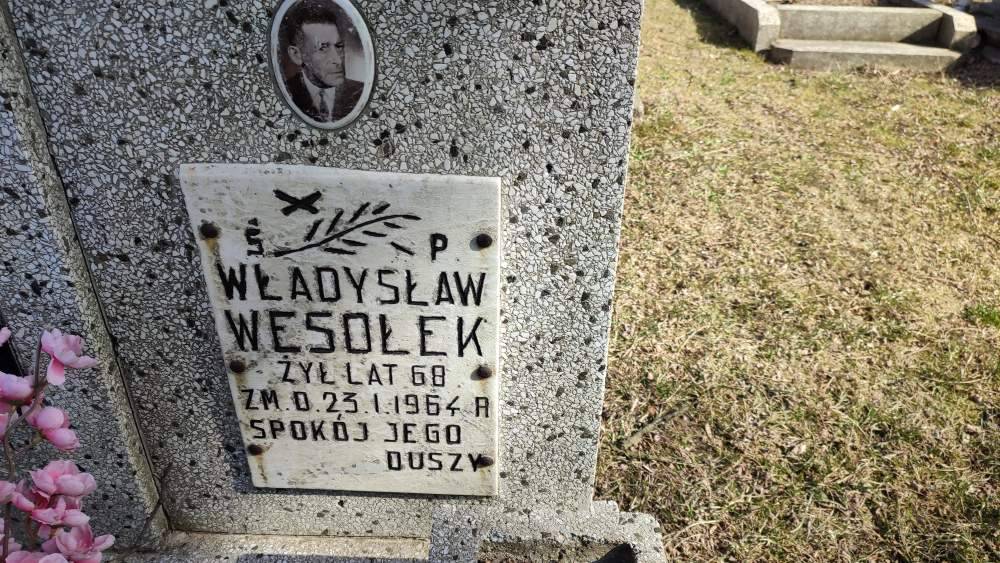 Ś P
WŁADYSŁAW
WESOŁEK
ŻYŁ LAT 68
ZM. D. 23.I.1964 R
SPOKÓJ JEGO
DUSZY